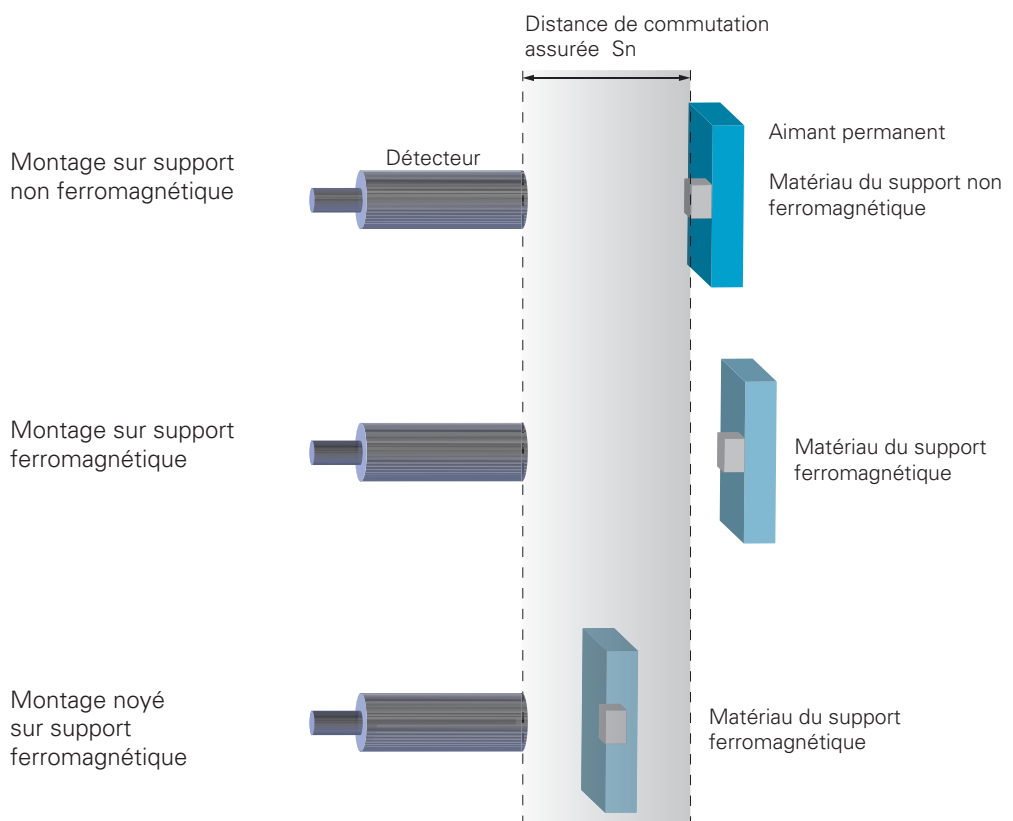 Distance de commutation
assurée Sn
Montage sur support
non ferromagnétique
Détecteur
Aimant permanent
Matériau du support non
ferromagnétique
Montage sur support
ferromagnétique
Matériau du support
ferromagnétique
Montage noyé
sur support
ferromagnétique
Matériau du support
ferromagnétique